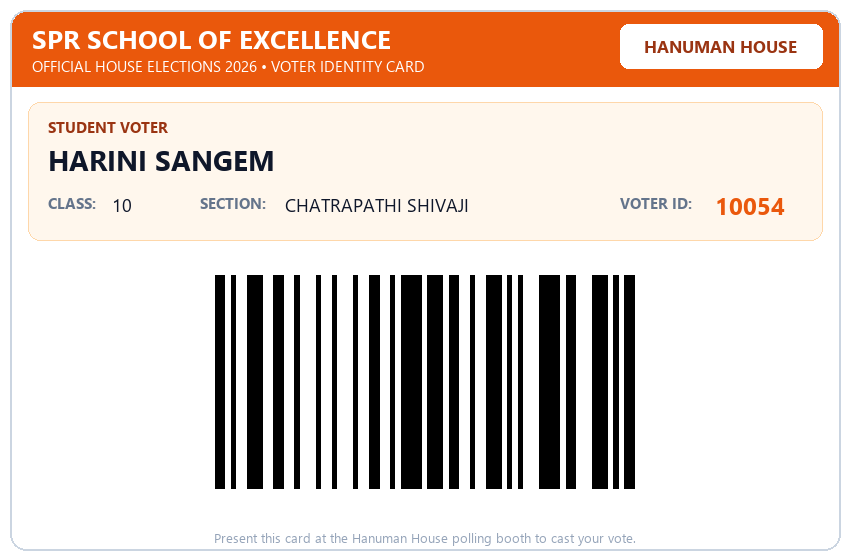 SPR SCHOOL OF EXCELLENCE
OFFICIAL HOUSE ELECTIONS 2026 • VOTER IDENTITY CARD
HANUMAN HOUSE
STUDENT VOTER
HARINI SANGEM
CLASS: 10 SECTION: CHATRAPATHI SHIVAJI VOTER ID: 10054
Present this card at the Hanuman House polling booth to cast your vote.